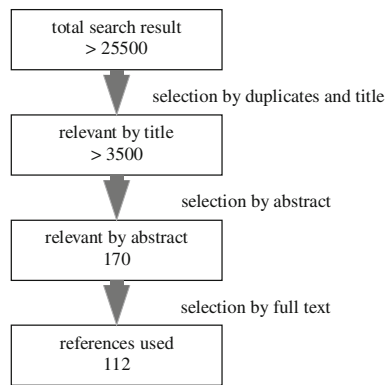 total search result
> 25500
selection by duplicates and title
relevant by title
> 3500
selection by abstract
relevant by abstract
170
selection by full text
references used
112